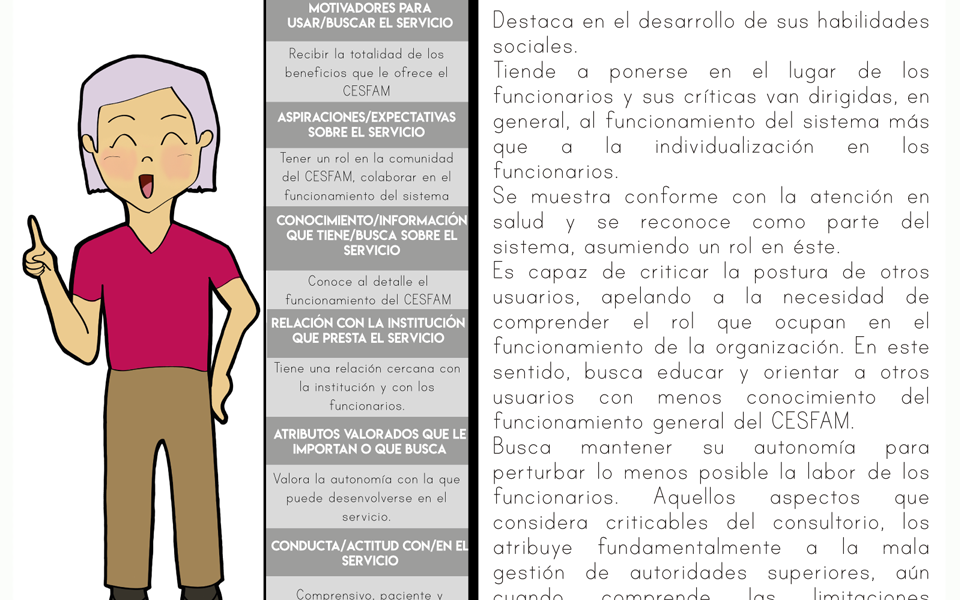 MOTIVADORES PARA
USAR/BUSCAR EL SERVICIO
Recibir la totalidad de los
beneficios que le ofrece el
CESFAM
ASPIRACIONES/EXPECTATIVAS
SOBRE EL SERVICIO
Tener un rol en la comunidad
del CESFAM, colaborar en el
funcionamiento del sistema
CONOCIMIENTO/INFORMACIÓN
QUE TIENE/BUSCA SOBRE EL
SERVICIO
Conoce al detalle el
funcionamiento del CESFAM
RELACIÓN CON LA INSTITUCIÓN
QUE PRESTA EL SERVICIO
Tiene una relación cercana con
la institución y con los
funcionarios.
ATRIBUTOS VALORADOS QUE LE
IMPORTAN O QUE BUSCA
Valora la autonomía con la que
puede desenvolverse en el
servicio.
CONDUCTA/ACTITUD CON/EN EL
SERVICIO
Comprensivo, paciente y
Destaca en el desarrollo de sus habilidades
sociales.
Tiende a ponerse en el lugar de los
funcionarios y sus críticas van dirigidas, en
general, al funcionamiento del sistema más
que a la individualización en los
funcionarios.
Se muestra conforme con la atención en
salud y se reconoce como parte del
sistema, asumiendo un rol en éste.
Es capaz de criticar la postura de otros
usuarios, apelando a la necesidad de
comprender el rol que ocupan en el
funcionamiento de la organización. En este
sentido, busca educar y orientar a otros
usuarios con menos conocimiento del
funcionamiento general del CESFAM.
Busca mantener su autonomía para
perturbar lo menos posible la labor de los
funcionarios. Aquellos aspectos que
considera criticables del consultorio, los
atribuye fundamentalmente a la mala
gestión de autoridades superiores, aún
cuando comprende las limitaciones